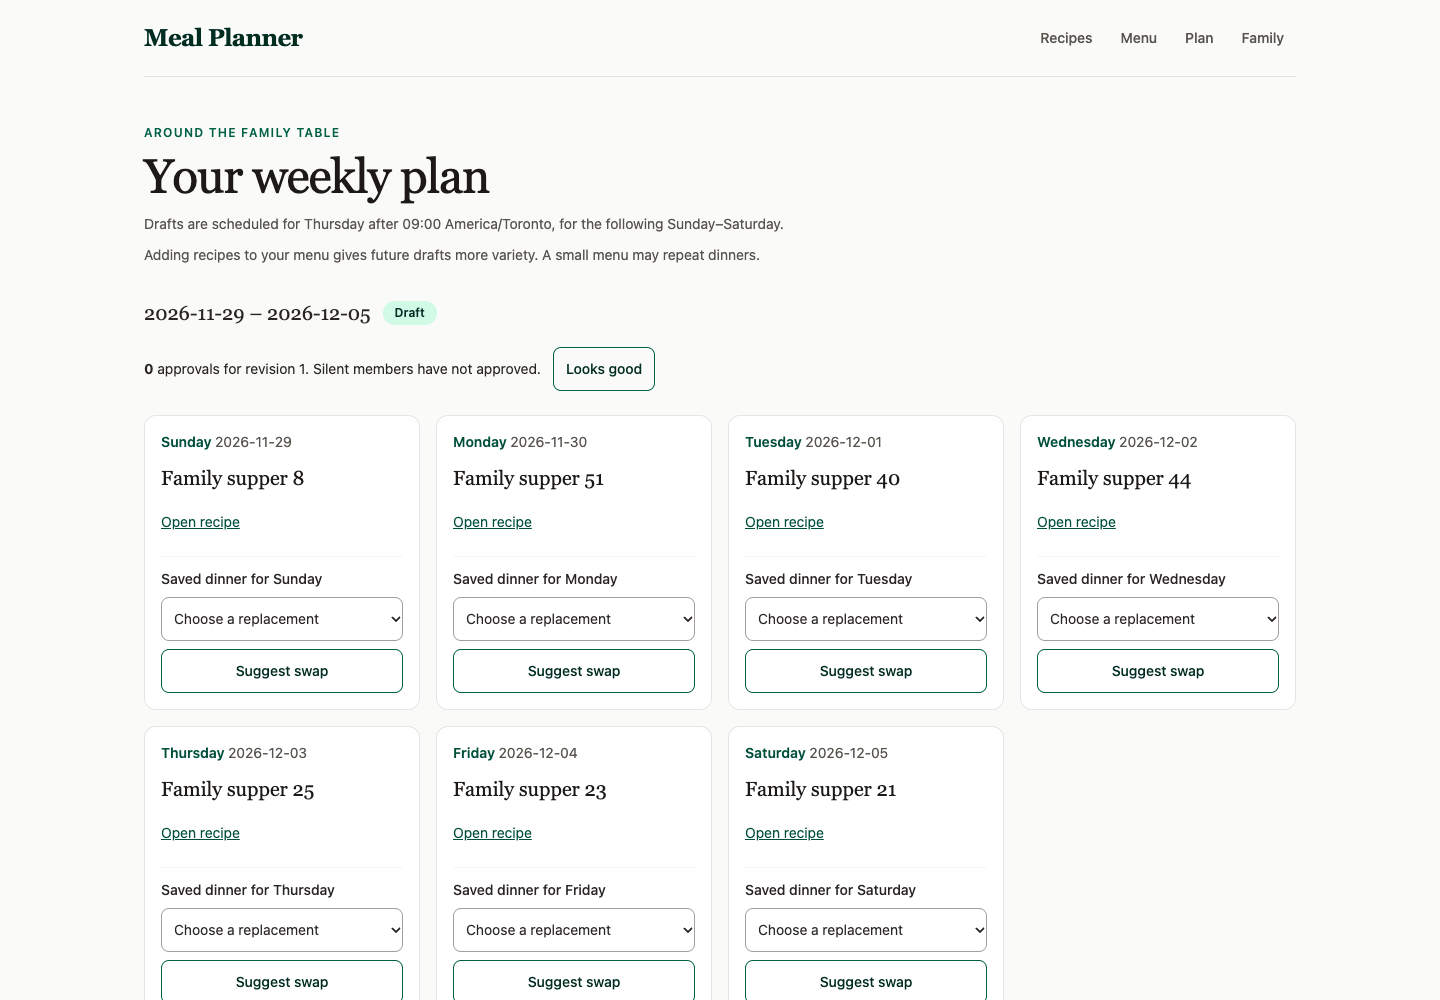 Meal Planner
Recipes Menu Plan Family
AROUND THE FAMILY TABLE
Your weekly plan
Drafts are scheduled for Thursday after 09:00 America/Toronto, for the following Sunday–Saturday.
Adding recipes to your menu gives future drafts more variety. A small menu may repeat dinners.
2026-11-29 – 2026-12-05 Draft
0 approvals for revision 1. Silent members have not approved. Looks good
Sunday 2026-11-29
Family supper 8
Open recipe
Saved dinner for Sunday
Choose a replacement
Suggest swap
Monday 2026-11-30
Family supper 51
Open recipe
Saved dinner for Monday
Choose a replacement
Suggest swap
Tuesday 2026-12-01
Family supper 40
Open recipe
Saved dinner for Tuesday
Choose a replacement
Suggest swap
Wednesday 2026-12-02
Family supper 44
Open recipe
Saved dinner for Wednesday
Choose a replacement
Suggest swap
Thursday 2026-12-03
Family supper 25
Open recipe
Saved dinner for Thursday
Choose a replacement
Suggest swap
Friday 2026-12-04
Family supper 23
Open recipe
Saved dinner for Friday
Choose a replacement
Suggest swap
Saturday 2026-12-05
Family supper 21
Open recipe
Saved dinner for Saturday
Choose a replacement
Suggest swap